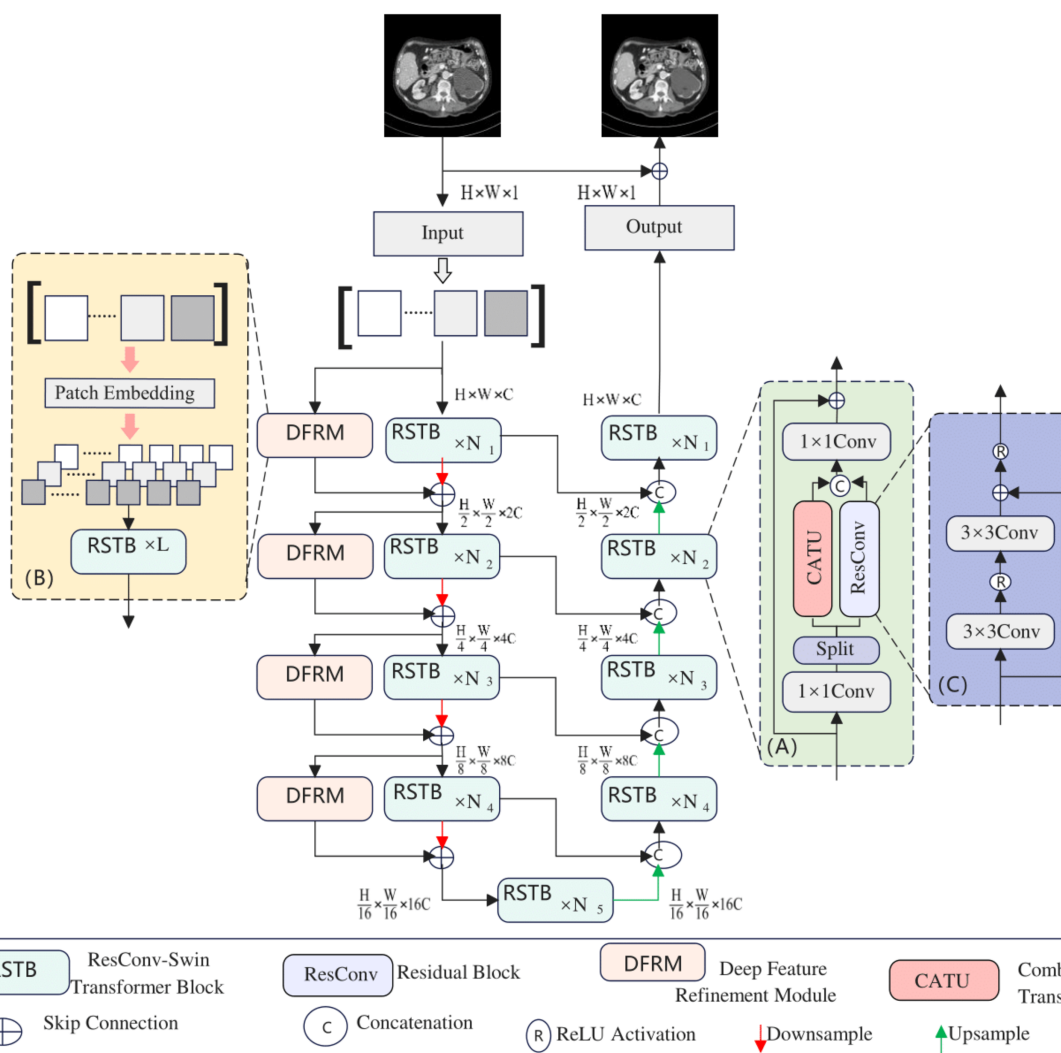 H×W×1
H×W×1
Input
Output
Patch Embedding
RSTB ×L
(B)
H×W×C
H×W×C
DFRM
RSTB ×N 1
RSTB ×N 1
C
H/2 × W/2 ×2C
H/2 × W/2 ×2C
DFRM
RSTB ×N 2
RSTB ×N 2
C
H/4 × W/4 ×4C
H/4 × W/4 ×4C
DFRM
RSTB ×N 3
RSTB ×N 3
C
H/8 × W/8 ×8C
H/8 × W/8 ×8C
DFRM
RSTB ×N 4
RSTB ×N 4
C
H/16 × W/16 ×16C
RSTB ×N 5
H/16 × W/16 ×16C
1×1Conv
C
CATU
ResConv
Split
1×1Conv
(A)
R
3×3Conv
R
3×3Conv
(C)
STB
ResConv-Swin
Transformer Block
ResConv
Residual Block
DFRM
Deep Feature
Refinement Module
CATU
Comb
Trans
Skip Connection
C
Concatenation
R
ReLU Activation
Downsample
Upsample